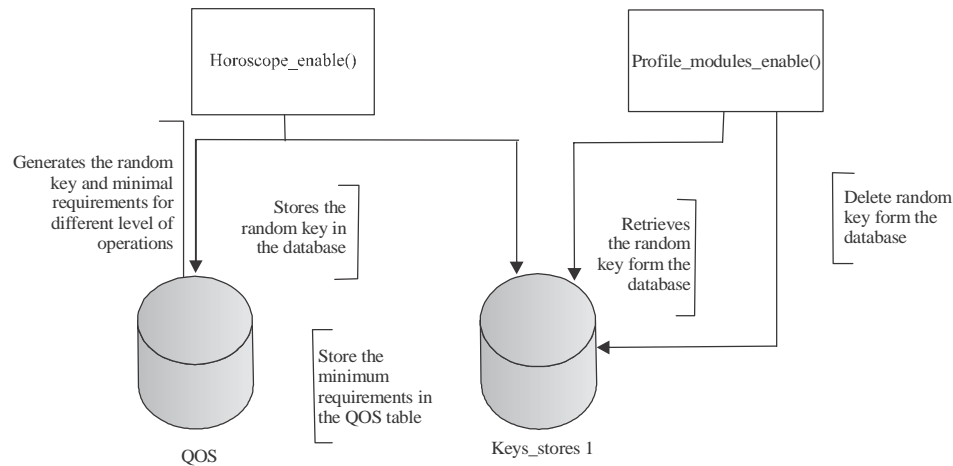 Horoscope_enable()
Profile_modules_enable()
Generates the random
key and minimal
requirements for
different level of
operations
Stores the
random key in
the database
Retrieves
the random
key form the
database
Delete random
key form the
database
Store the
minimum
requirements in
the QOS table
QOS
Keys_stores 1